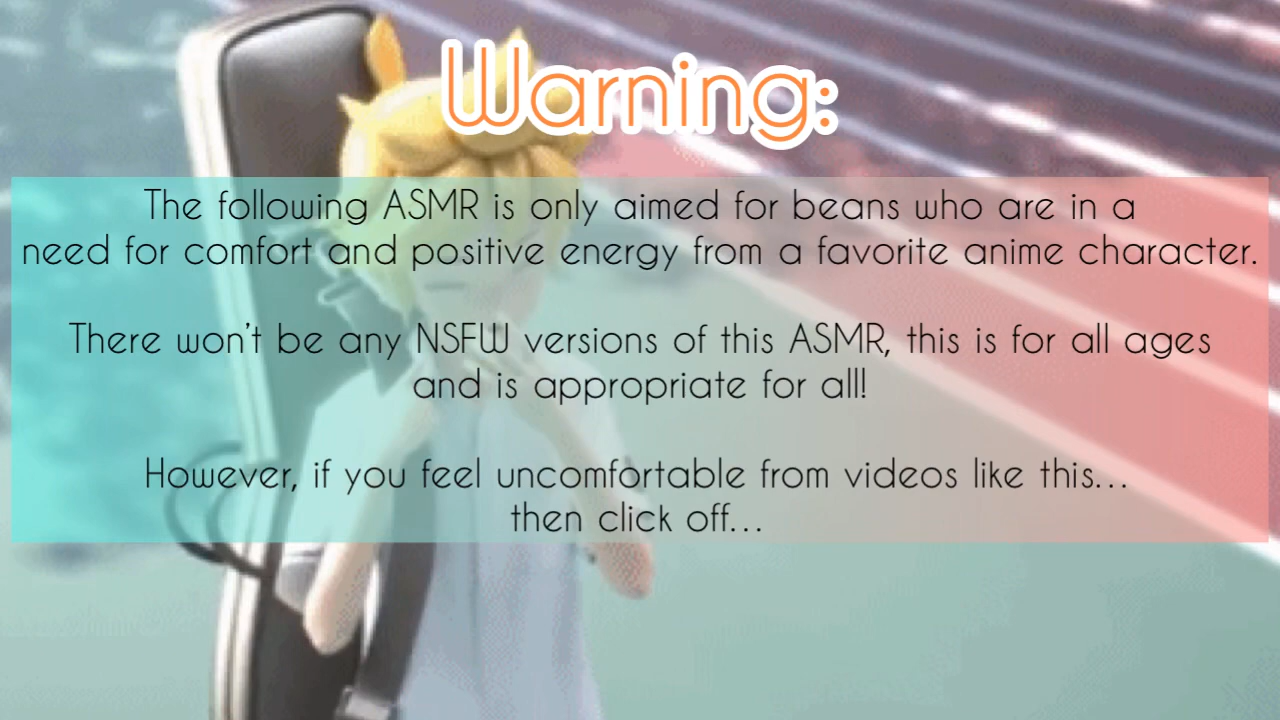 Warning:
The following ASMR is only aimed for beans who are in a
need for comfort and positive energy from a favorite anime character.
There won't be any NSFW versions of this ASMR, this is for all ages
and is appropriate for all!
However, if you feel uncomfortable from videos like this...
then click off...